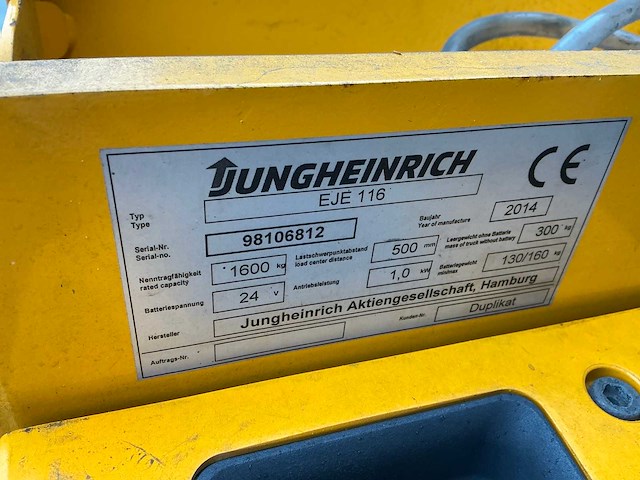 JUNGHEINRICH CE
Typ
Type EJE 116
Serial-Nr.
Serial-no. 98106812 Baujahr
Year of manufacture 2014
Nenntragfähigkeit
rated capacity 1600 kg Lastschwerpunktabstand
load center distance 500 mm Leergewicht ohne Batterie
mass of truck without battery 300 kg
Batteriespannung 24 V Antriebsleistung 1,0 kW Batteriegewicht
min/max 130/160 kg
Hersteller Jungheinrich Aktiengesellschaft, Hamburg
Auftrags-Nr. Kunden-Nr. Duplikat